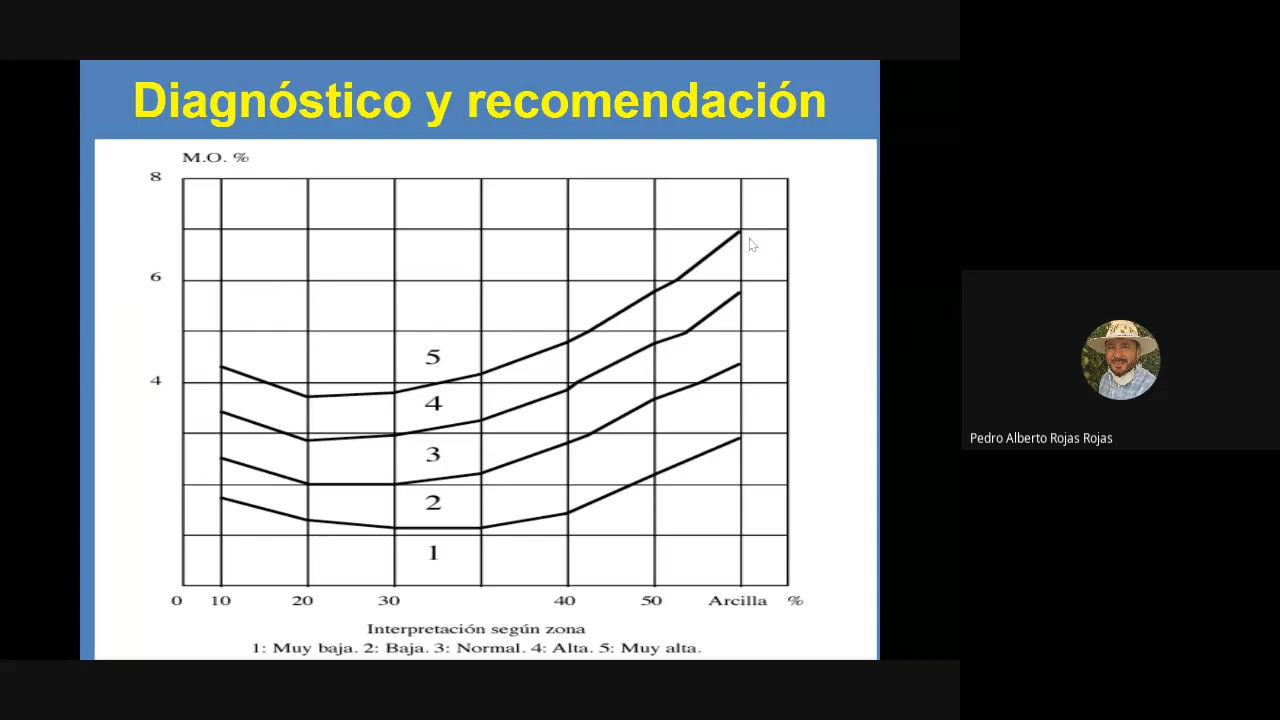 Diagnóstico y recomendación
M.O. %
8
6
4
5
4
3
2
1
0 10 20 30 40 50 Arcilla %
Interpretación según zona
1: Muy baja. 2: Baja. 3: Normal. 4: Alta. 5: Muy alta.
Pedro Alberto Rojas Rojas